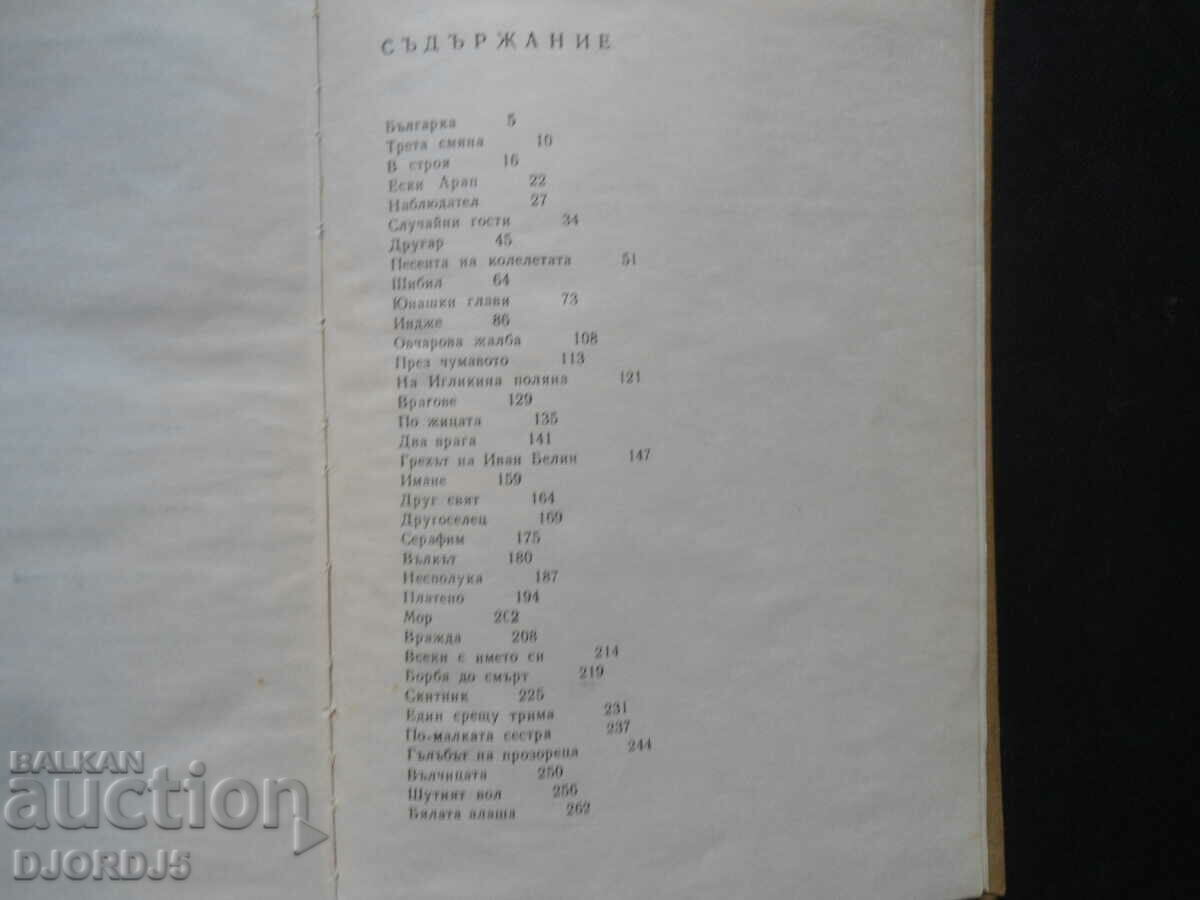 СЪДЪРЖАНИЕ
Българка 5
Трета смяна 10
В строя 16
Ески Арап 22
Наблюдател 27
Случайни гости 34
Другар 45
Песента на колелетата 51
Шибил 64
Юнашки глави 73
Индже 86
Овчарова жалба 108
През чумавото 113
На Игликина поляна 121
Врагове 129
По жицата 135
Два врага 141
Грехът на Иван Белин 147
Имане 159
Друг свят 164
Другоселец 169
Серафим 175
Вълкът 180
Несполука 187
Платено 194
Мор 202
Вражда 208
Всеки с името си 214
Борба до смърт 219
Скитник 225
Един срещу трима 231
По-малката сестра 237
Гълъбът на прозореца 244
Вълчицата 250
Шутият вол 256
Бялата алаша 262
BALKAN
auction
DJORDJ5